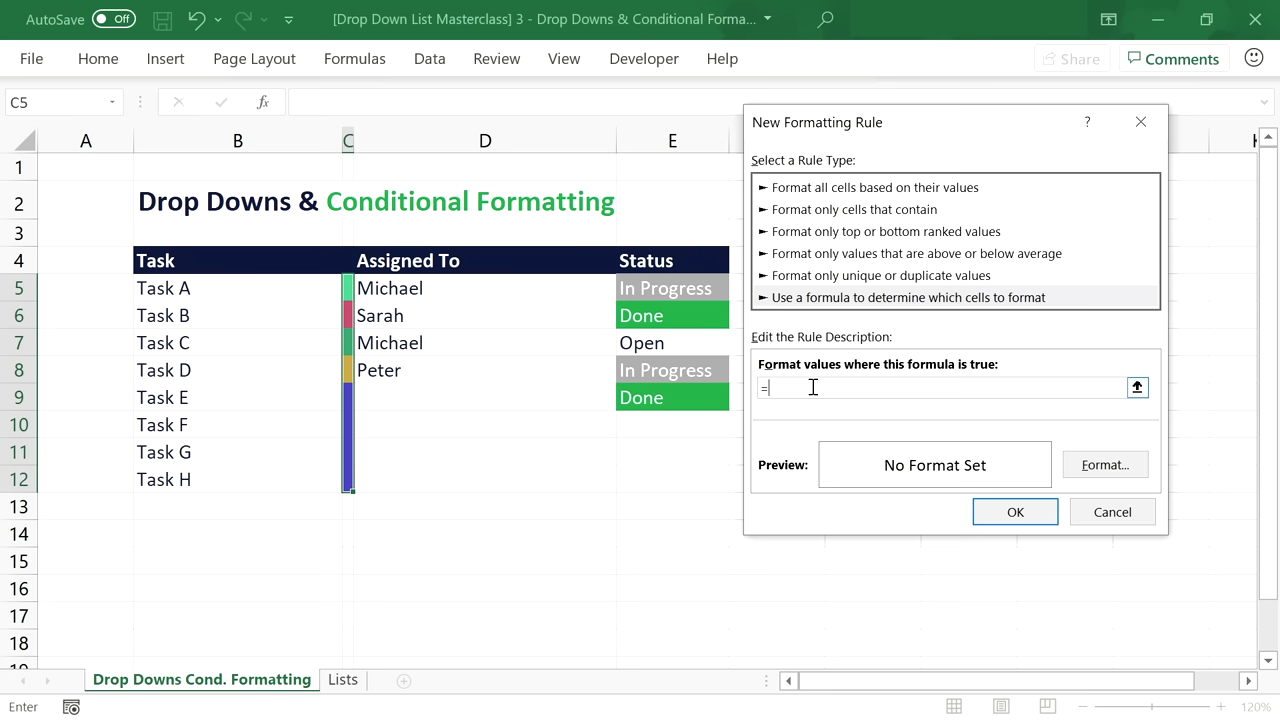 AutoSave Off [Drop Down List Masterclass] 3 - Drop Downs & Conditional Forma...
File Home Insert Page Layout Formulas Data Review View Developer Help Share Comments
C5 fx
New Formatting Rule ?
Select a Rule Type:
► Format all cells based on their values
► Format only cells that contain
► Format only top or bottom ranked values
► Format only values that are above or below average
► Format only unique or duplicate values
► Use a formula to determine which cells to format
Edit the Rule Description:
Format values where this formula is true:
=
Preview: No Format Set Format...
OK Cancel
A B C D E
1
2 Drop Downs & Conditional Formatting
3
4 Task Assigned To Status
5 Task A Michael In Progress
6 Task B Sarah Done
7 Task C Michael Open
8 Task D Peter In Progress
9 Task E Done
10 Task F
11 Task G
12 Task H
13
14
15
16
17
18
Drop Downs Cond. Formatting Lists
Enter 120%